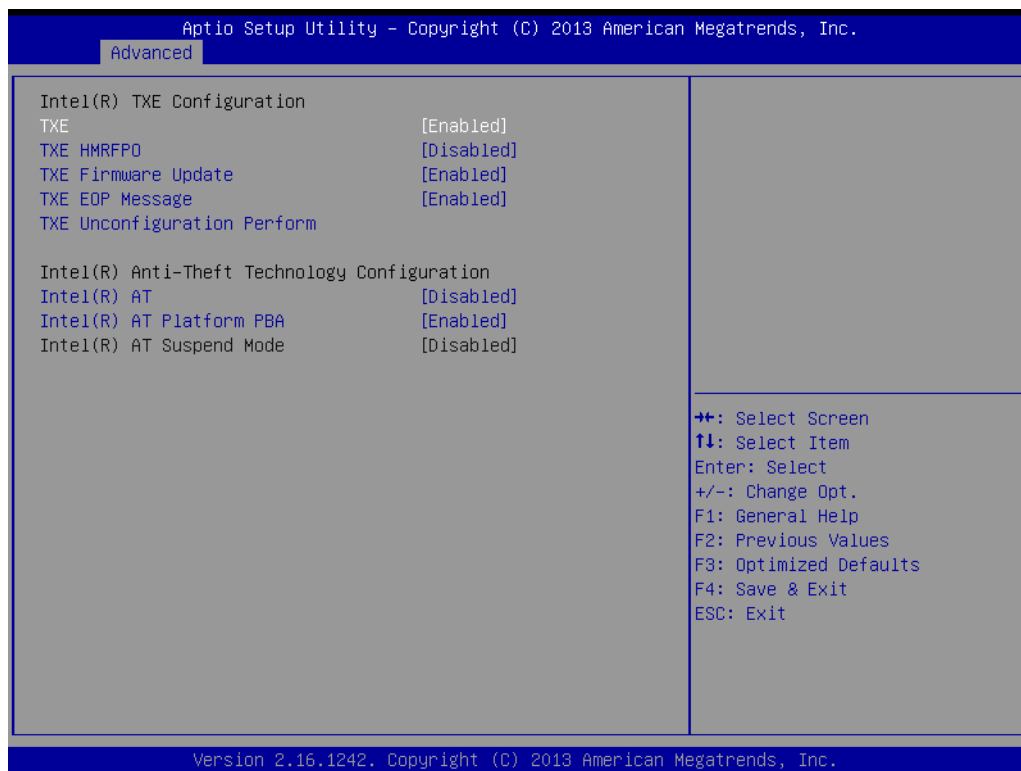 Aptio Setup Utility – Copyright (C) 2013 American Megatrends, Inc.
Advanced
Intel(R) TXE Configuration
TXE [Enabled]
TXE HMRFPO [Disabled]
TXE Firmware Update [Enabled]
TXE EOP Message [Enabled]
TXE Unconfiguration Perform
Intel(R) Anti-Theft Technology Configuration
Intel(R) AT [Disabled]
Intel(R) AT Platform PBA [Enabled]
Intel(R) AT Suspend Mode [Disabled]
→←: Select Screen
↑↓: Select Item
Enter: Select
+/-: Change Opt.
F1: General Help
F2: Previous Values
F3: Optimized Defaults
F4: Save & Exit
ESC: Exit
Version 2.16.1242. Copyright (C) 2013 American Megatrends, Inc.